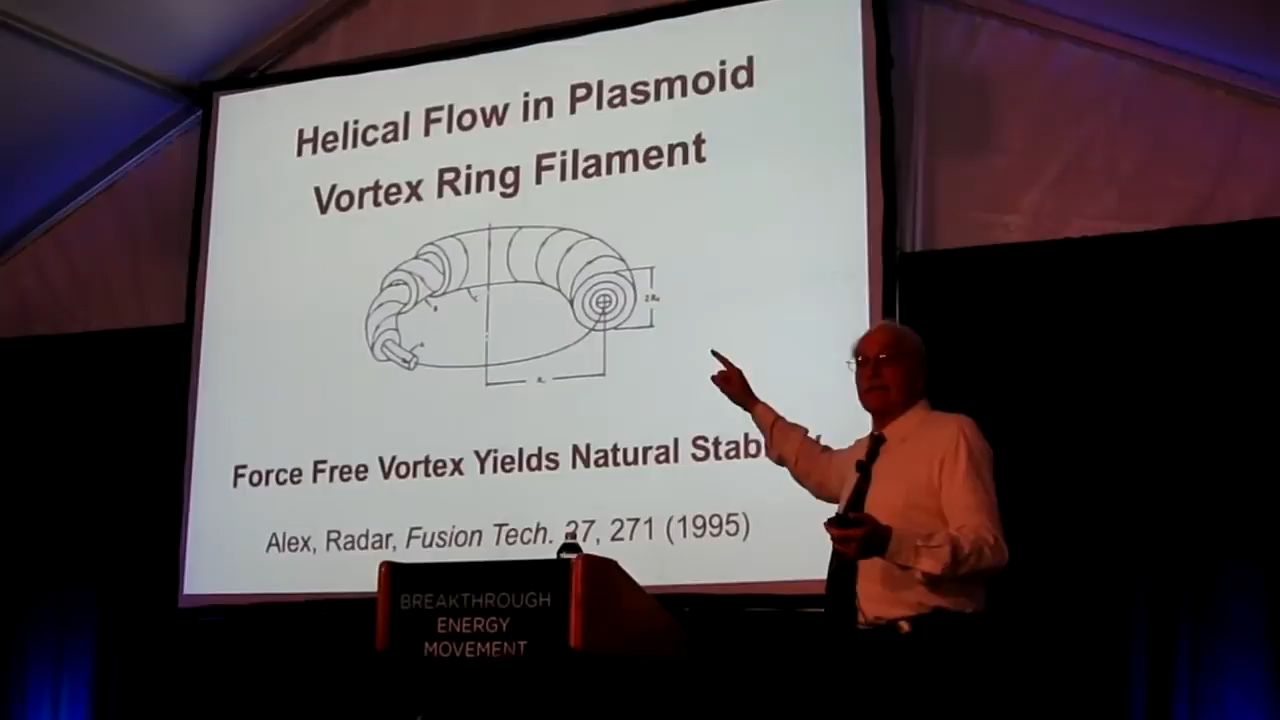 Helical Flow in Plasmoid
Vortex Ring Filament
Force Free Vortex Yields Natural
Alex, Radar, Fusion Tech. 27, 271 (1995)
BREAKTHROUGH
ENERGY
MOVEMENT